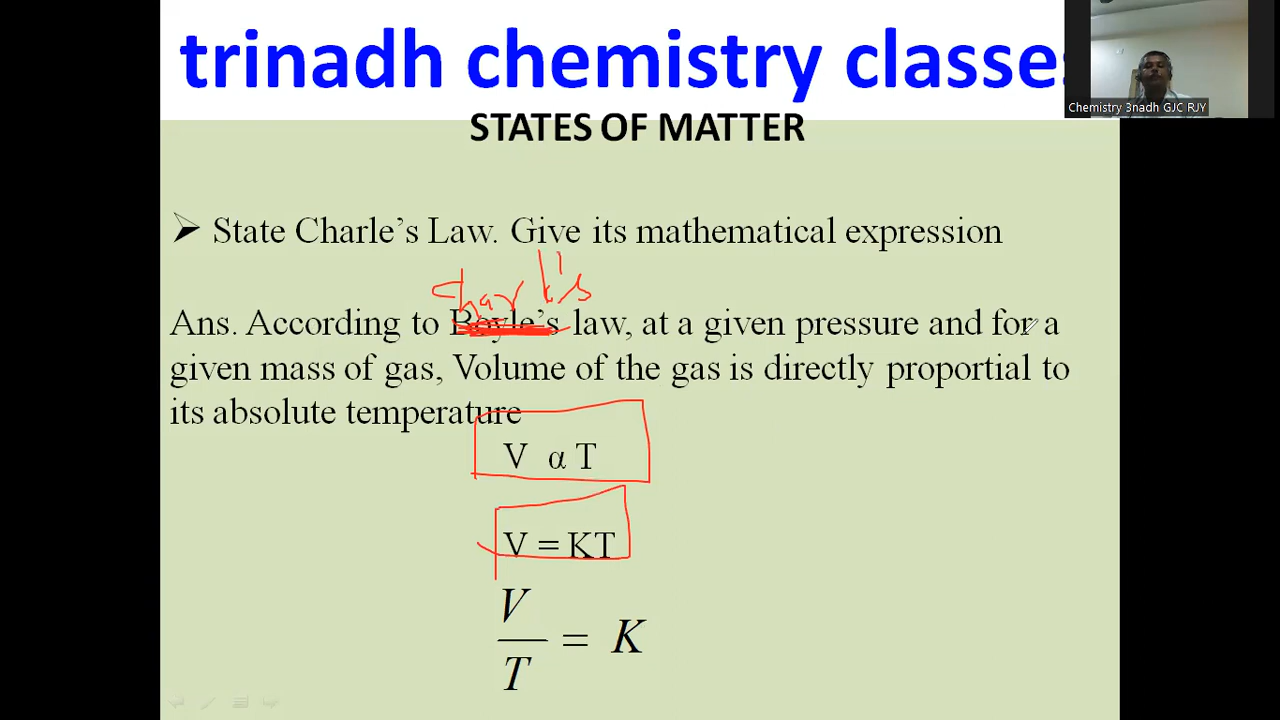 trinadh chemistry classes
Chemistry 3nadh GJC RJY
STATES OF MATTER
➢ State Charle’s Law. Give its mathematical expression
Charl's
Ans. According to Boyle’s law, at a given pressure and for a
given mass of gas, Volume of the gas is directly proportial to
its absolute temperature
V α T
V = KT
V
T = K